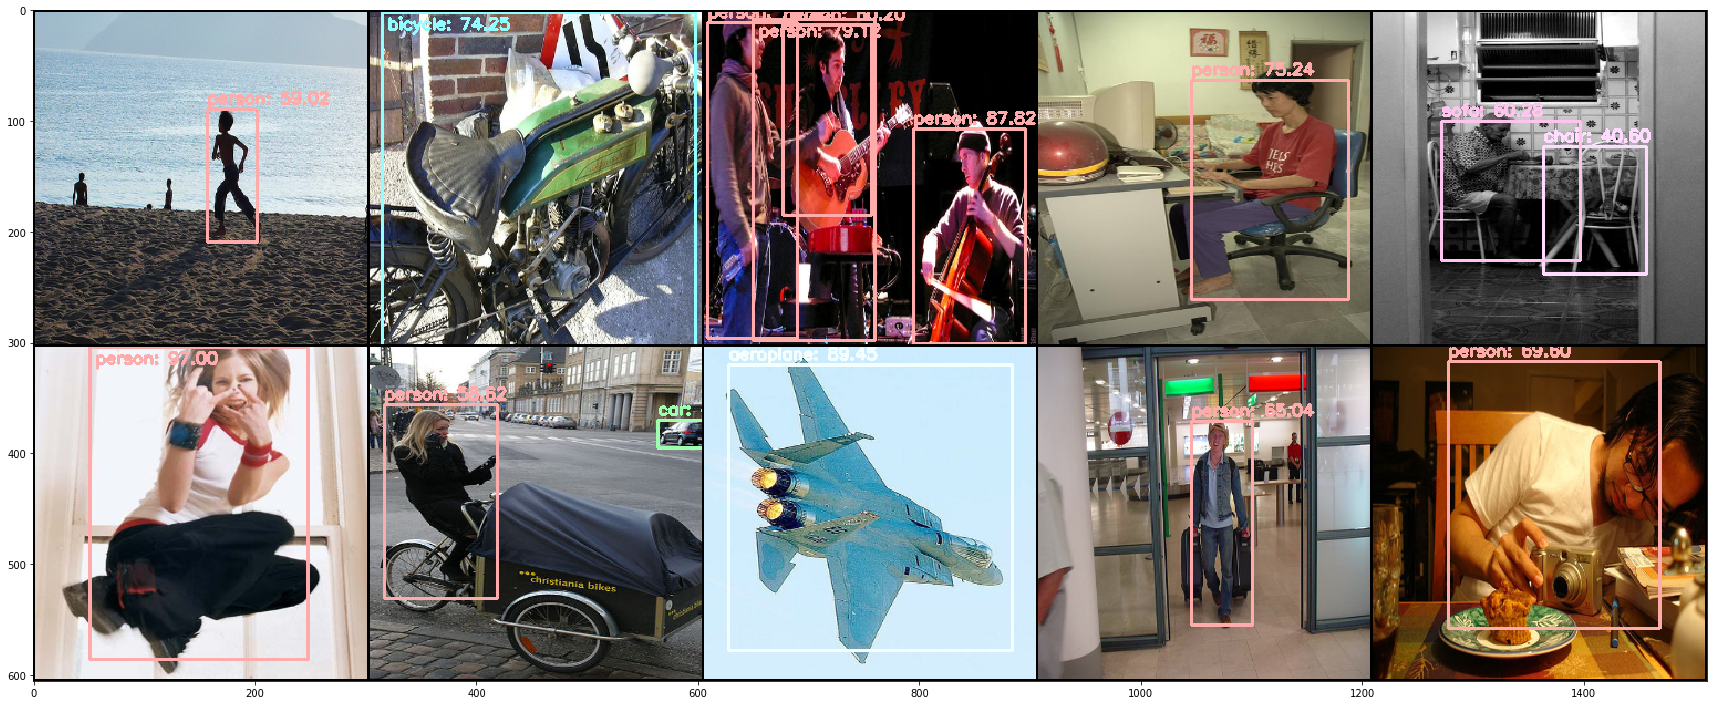 0
100
200
300
400
500
600
person: 59.02
bicycle: 74.25
person: 79.12
person: 87.82
person: 75.24
chair: 40.60
person: 97.00
car:
aeroplane: 89.45
person: 65.04
person: 69.60
christiania bikes
0
200
400
600
800
1000
1200
1400